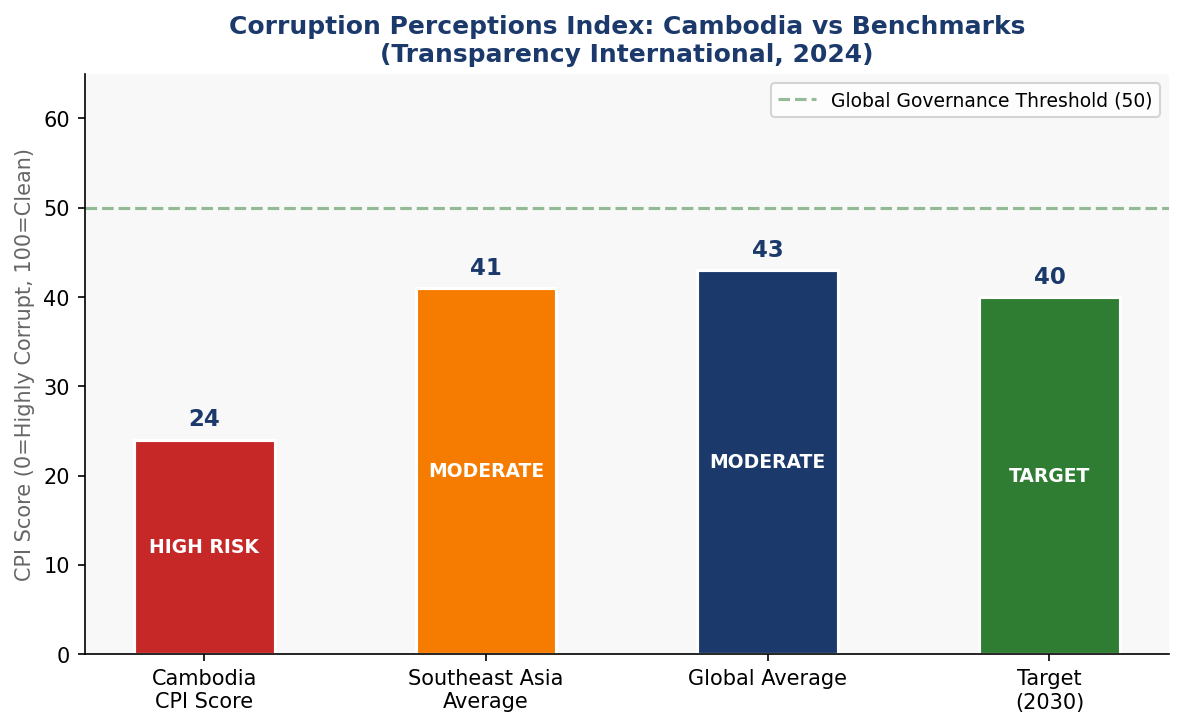 Corruption Perceptions Index: Cambodia vs Benchmarks
(Transparency International, 2024)
Global Governance Threshold (50)
CPI Score (0=Highly Corrupt, 100=Clean)
60
50
40
30
20
10
0
24
HIGH RISK
41
MODERATE
43
MODERATE
40
TARGET
Cambodia
CPI Score
Southeast Asia
Average
Global Average
Target
(2030)